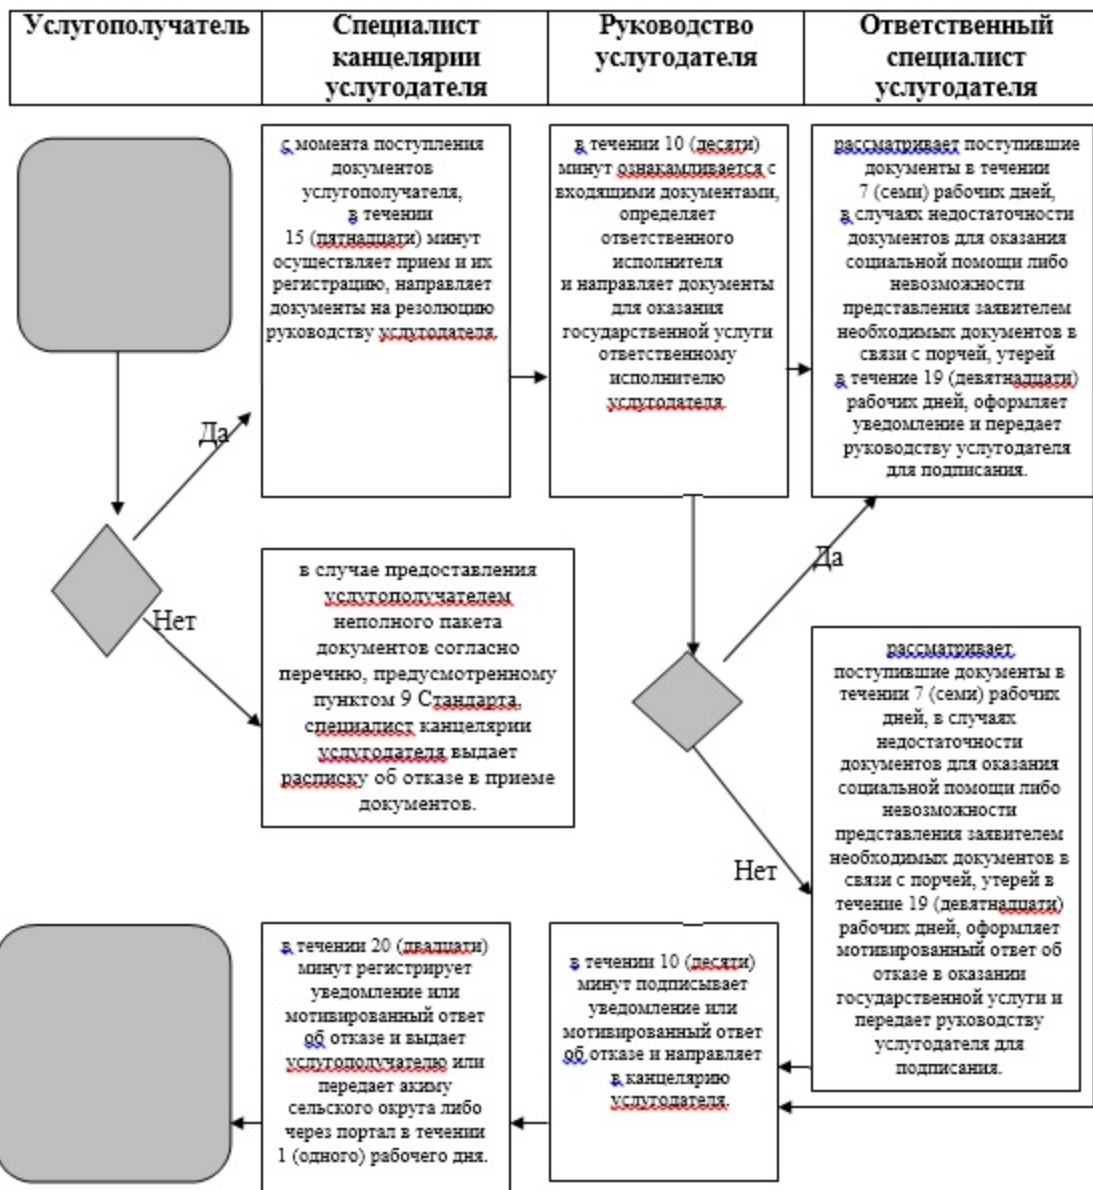 Услугополучатель
Специалист
канцелярии
услугодателя
Руководство
услугодателя
Ответственный
специалист
услугодателя
с момента поступления
документов
услугополучателя,
в течении
15 (пятнадцати) минут
осуществляет прием и их
регистрацию, направляет
документы на резолюцию
руководству услугодателя.
в течении 10 (десяти)
минут ознакамливается с
входящими документами,
определяет
ответственного
исполнителя
и направляет документы
для оказания
государственной услуги
ответственному
исполнителю
услугодателя
рассматривает поступившие
документы в течении
7 (семи) рабочих дней,
в случаях недостаточности
документов для оказания
социальной помощи либо
невозможности
представления заявителем
необходимых документов в
связи с порчей, утерей
в течение 19 (девятнадцати)
рабочих дней, оформляет
уведомление и передает
руководству услугодателя
для подписания.
Да
Нет
в случае предоставления
услугополучателем
неполного пакета
документов согласно
перечню, предусмотренному
пунктом 9 Стандарта,
специалист канцелярии
услугодателя выдает
расписку об отказе в приеме
документов.
Да
Нет
рассматривает
поступившие документы в
течении 7 (семи) рабочих
дней, в случаях
недостаточности
документов для оказания
социальной помощи либо
невозможности
представления заявителем
необходимых документов в
связи с порчей, утерей в
течение 19 (девятнадцати)
рабочих дней, оформляет
мотивированный ответ об
отказе в оказании
государственной услуги и
передает руководству
услугодателя для
подписания.
в течении 20 (двадцати)
минут регистрирует
уведомление или
мотивированный ответ
об отказе и выдает
услугополучателю или
передает акиму
сельского округа либо
через портал в течении
1 (одного) рабочего дня.
в течении 10 (десяти)
минут подписывает
уведомление или
мотивированный ответ
об отказе и направляет
в канцелярию
услугодателя.